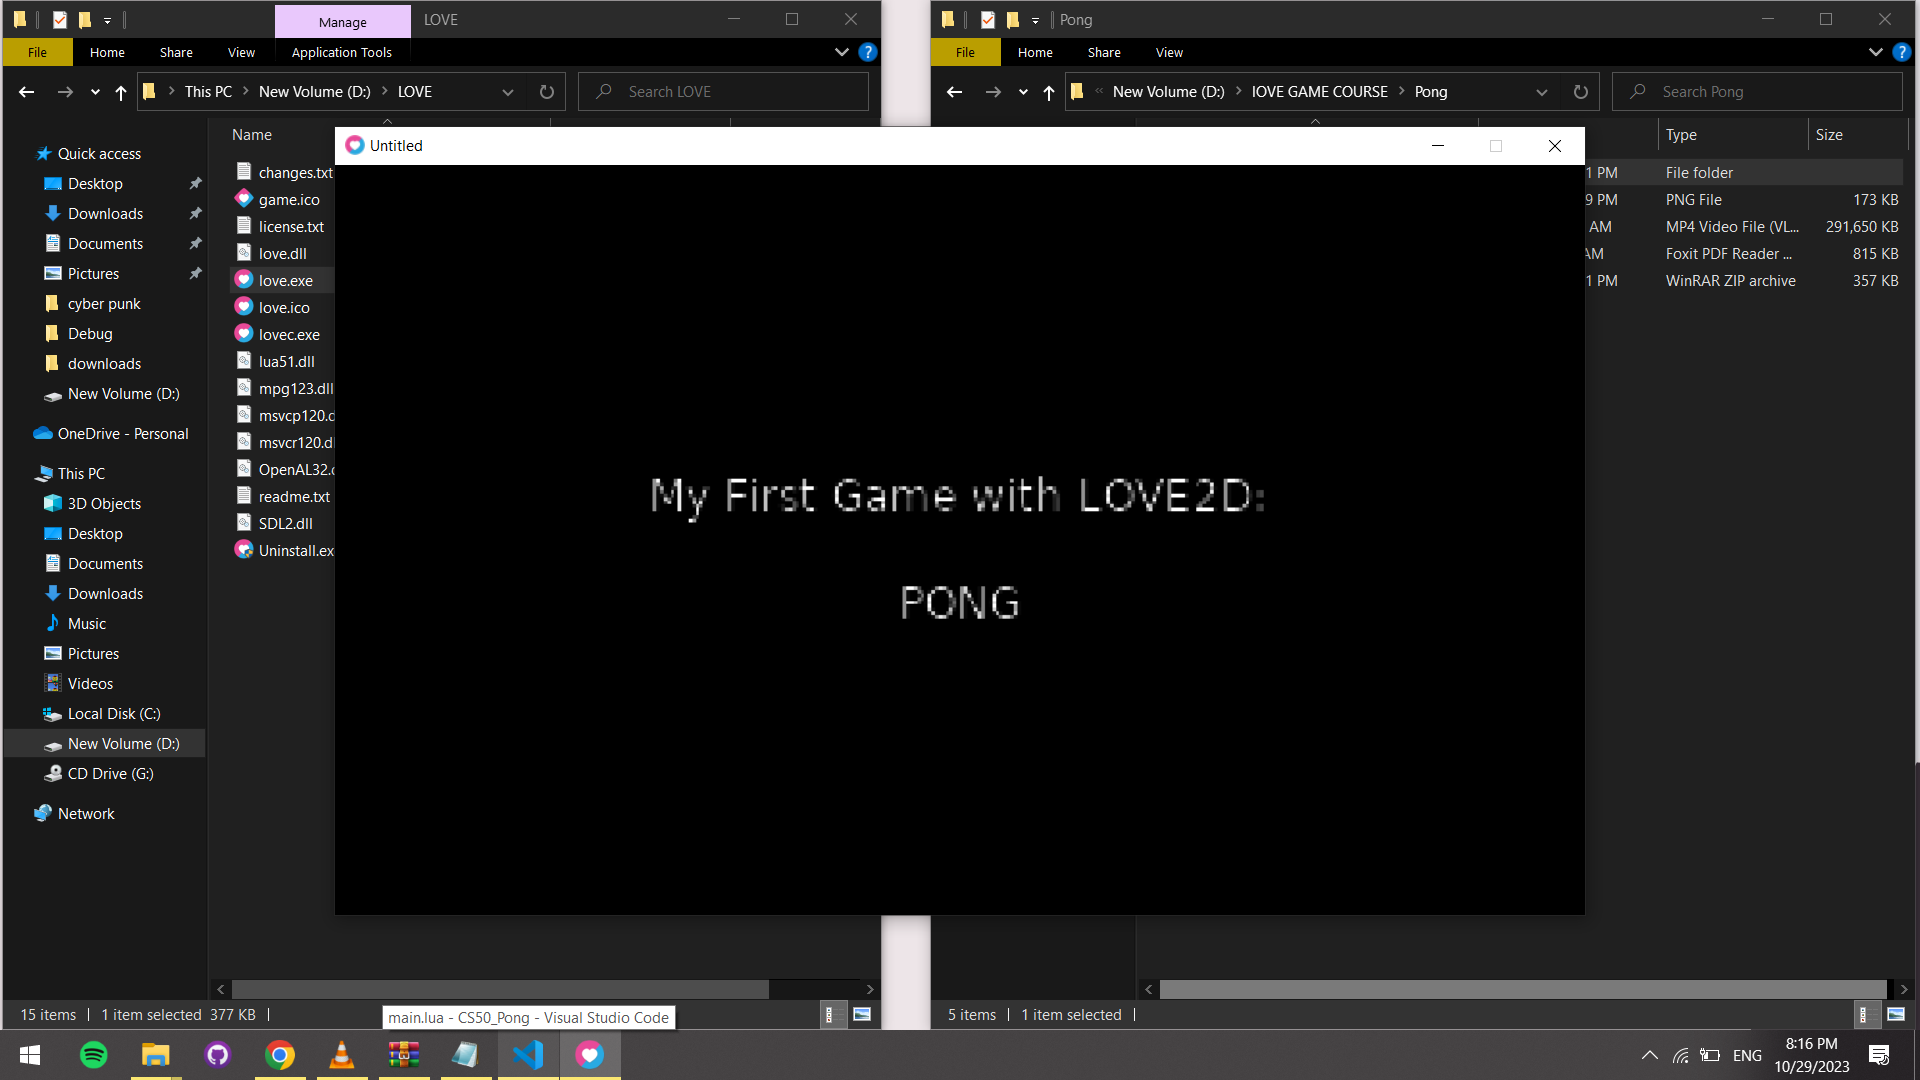 Manage
LOVE
File
Home
Share
View
Application Tools
This PC
New Volume (D:)
LOVE
Search LOVE
Quick access
Desktop
Downloads
Documents
Pictures
cyber punk
Debug
downloads
New Volume (D:)
OneDrive - Personal
This PC
3D Objects
Desktop
Documents
Downloads
Music
Pictures
Videos
Local Disk (C:)
New Volume (D:)
CD Drive (G:)
Network
Name
changes.txt
game.ico
license.txt
love.dll
love.exe
love.ico
lovec.exe
lua51.dll
mpg123.dll
msvcp120.d
msvcr120.d
OpenAL32.
readme.txt
SDL2.dll
Uninstall.ex
15 items
1 item selected 377 KB
Untitled
My First Game with LOVE2D:
PONG
Pong
File
Home
Share
View
New Volume (D:)
lOVE GAME COURSE
Pong
Search Pong
Type
Size
1 PM
File folder
9 PM
PNG File
173 KB
AM
MP4 Video File (VL...
291,650 KB
AM
Foxit PDF Reader ...
815 KB
1 PM
WinRAR ZIP archive
357 KB
5 items
1 item selected
main.lua - CS50_Pong - Visual Studio Code
ENG
8:16 PM
10/29/2023